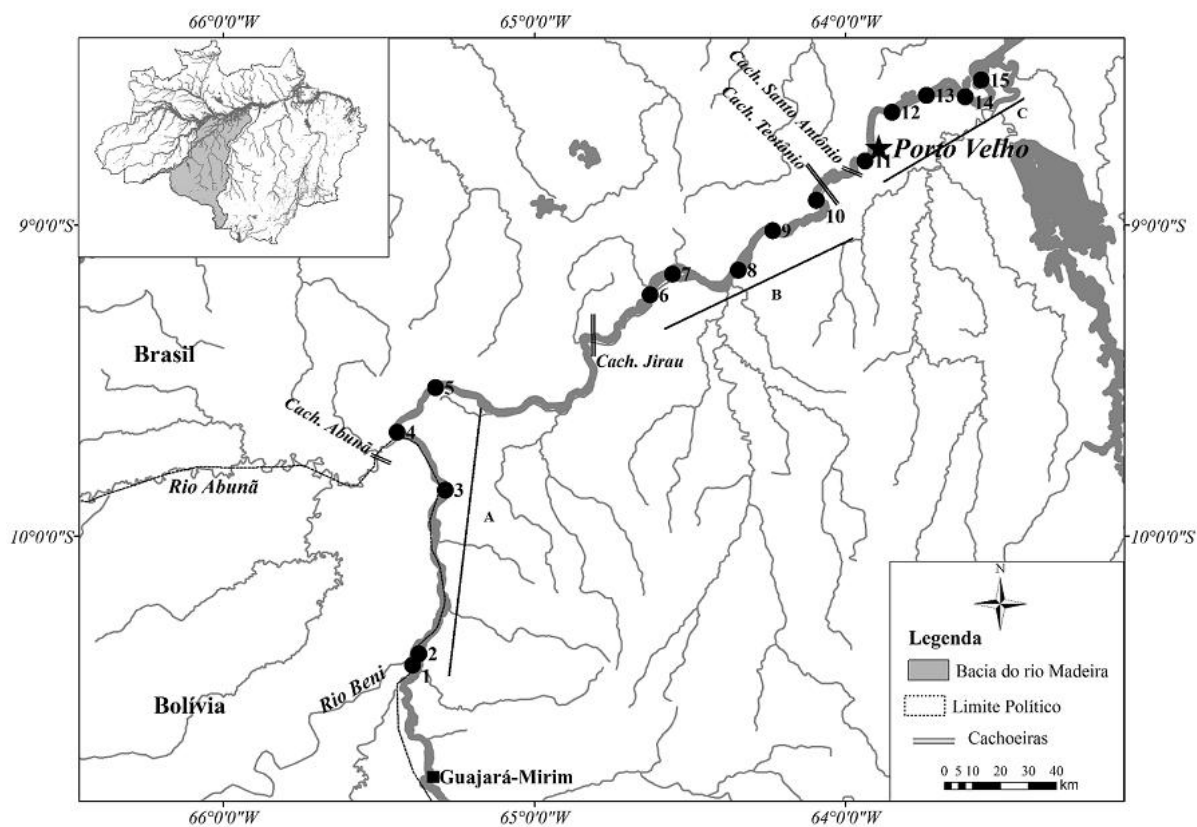 66°0'0"W
65°0'0"W
64°0'0"W
Cach. Santo Antônio
Cach. Teotônio
15
13
14
12
C
Porto Velho
11
10
9°0'0"S
9°0'0"S
9
8
7
B
6
Cach. Jirau
Brasil
5
Cach. Abunã
4
Rio Abunã
3
A
10°0'0"S
10°0'0"S
N
Legenda
Bacia do rio Madeira
Limite Político
Cachoeiras
0 5 10 20 30 40
km
2
1
Rio Beni
Bolívia
Guajará-Mirim
66°0'0"W
65°0'0"W
64°0'0"W